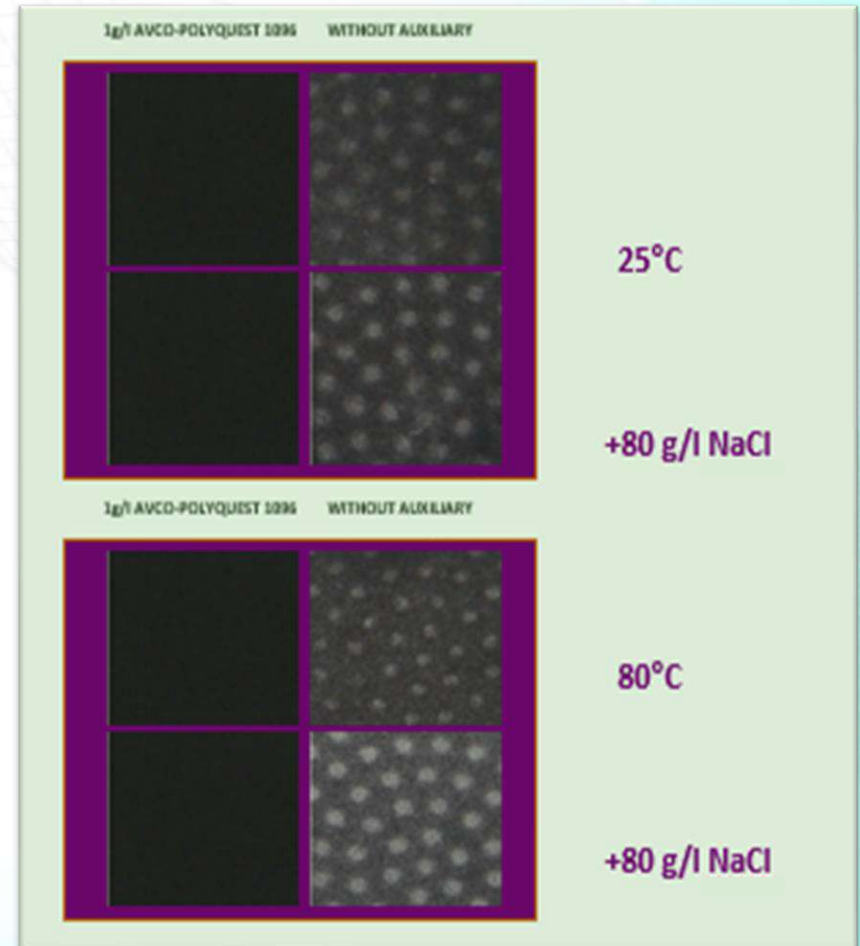 1g/l AVCO-POLYQUEST 1096 WITHOUT AUXILIARY
25°C
+80 g/l NaCl
1g/l AVCO-POLYQUEST 1096 WITHOUT AUXILIARY
80°C
+80 g/l NaCl